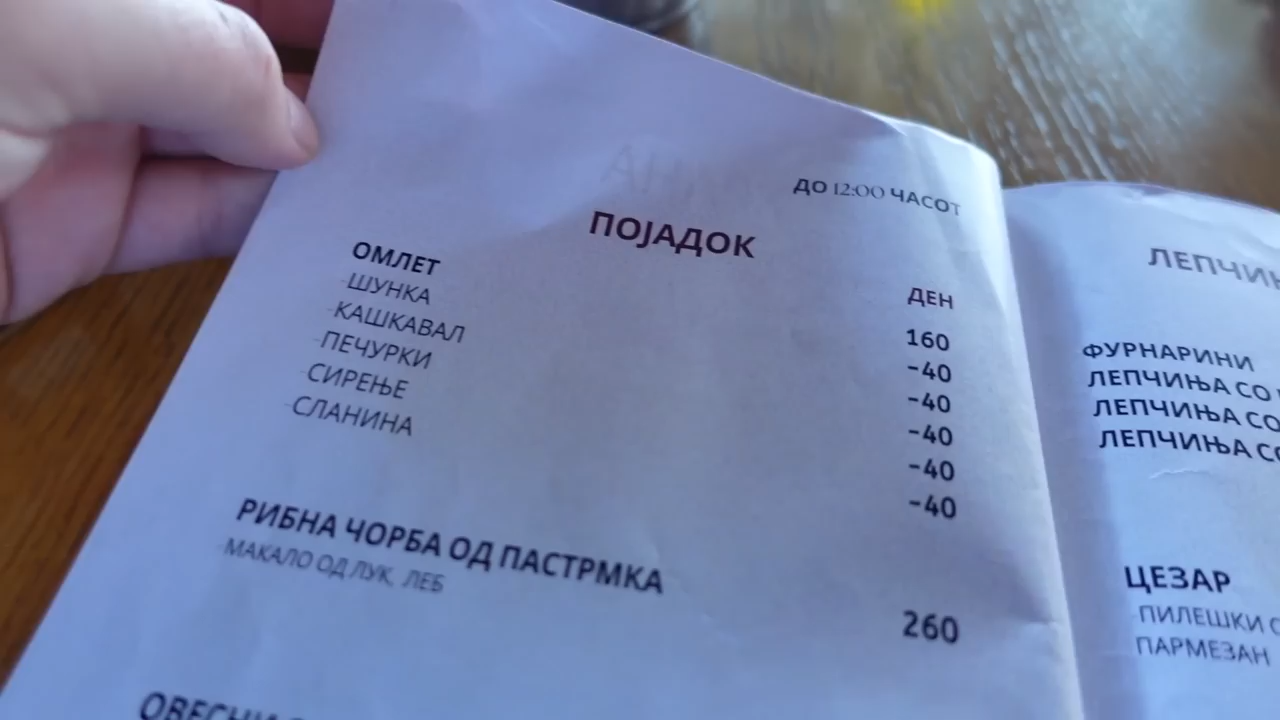 ДО 12:00 ЧАСОТ
ПОЈАДОК
ДЕН
ОМЛЕТ 160
-ШУНКА -40
-КАШКАВАЛ -40
-ПЕЧУРКИ -40
-СИРЕЊЕ -40
-СЛАНИНА -40
РИБНА ЧОРБА ОД ПАСТРМКА
МАКАЛО ОД ЛУК, ЛЕБ
260
ФУРНАРИНИ
ЛЕПЧИЊА СО
ЛЕПЧИЊА СО
ЛЕПЧИЊА СО
ЦЕЗАР
-ПИЛЕШКИ
ПАРМЕЗАН